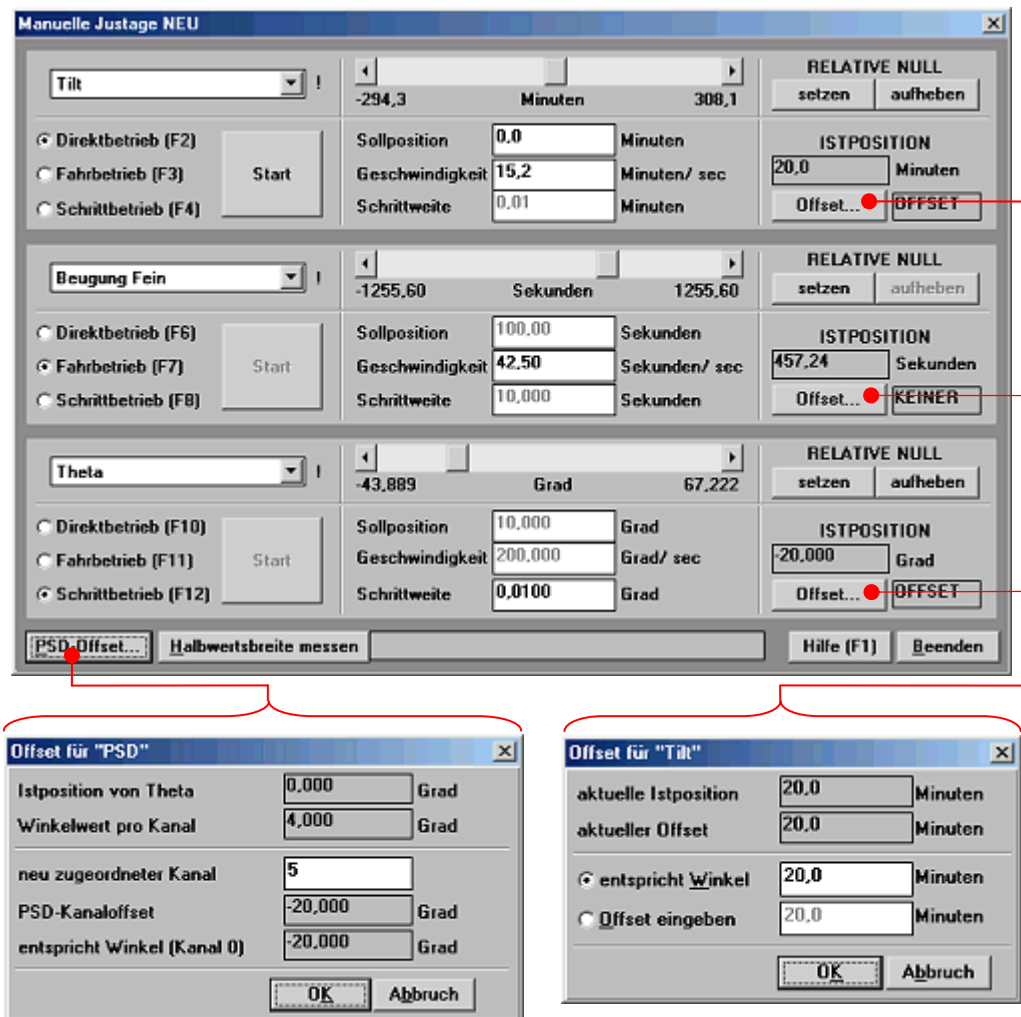 Manuelle Justage NEU
Tilt !
-294,3 Minuten 308,1
RELATIVE NULL
setzen aufheben
Direktbetrieb (F2)
Fahrbetrieb (F3)
Schrittbetrieb (F4)
Start
Sollposition 0,0 Minuten
Geschwindigkeit 15,2 Minuten/ sec
Schrittweite 0,01 Minuten
ISTPOSITION
20,0 Minuten
Offset... OFFSET
Beugung Fein !
-1255,60 Sekunden 1255,60
RELATIVE NULL
setzen aufheben
Direktbetrieb (F6)
Fahrbetrieb (F7)
Schrittbetrieb (F8)
Start
Sollposition 100,00 Sekunden
Geschwindigkeit 42,50 Sekunden/ sec
Schrittweite 10,000 Sekunden
ISTPOSITION
457,24 Sekunden
Offset... KEINER
Theta !
-43,889 Grad 67,222
RELATIVE NULL
setzen aufheben
Direktbetrieb (F10)
Fahrbetrieb (F11)
Schrittbetrieb (F12)
Start
Sollposition 10,000 Grad
Geschwindigkeit 200,000 Grad/ sec
Schrittweite 0,0100 Grad
ISTPOSITION
-20,000 Grad
Offset... OFFSET
PSD-Offset... Halbwertsbreite messen Hilfe (F1) Beenden
Offset für "PSD"
Istposition von Theta 0,000 Grad
Winkelwert pro Kanal 4,000 Grad
neu zugeordneter Kanal 5
PSD-Kanaloffset -20,000 Grad
entspricht Winkel (Kanal 0) -20,000 Grad
OK Abbruch
Offset für "Tilt"
aktuelle Istposition 20,0 Minuten
aktueller Offset 20,0 Minuten
entspricht Winkel 20,0 Minuten
Offset eingeben 20,0 Minuten
OK Abbruch